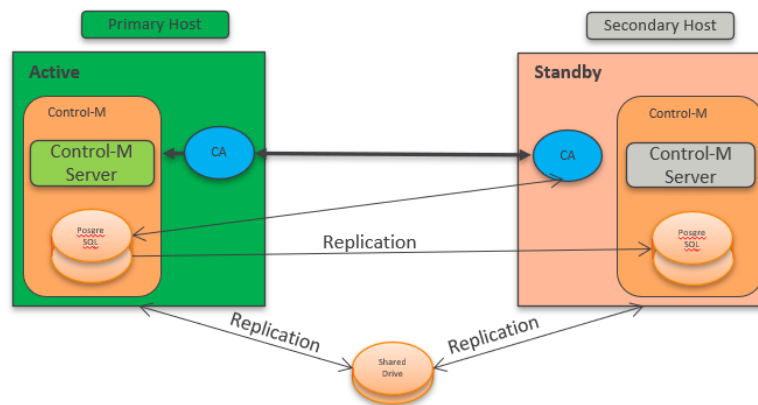 Primary Host
Secondary Host
Active
Standby
Control-M
Control-M
CA
CA
Control-M
Server
Control-M
Server
Posgre
SQL
Replication
Posgre
SQL
Replication
Replication
Shared
Drive